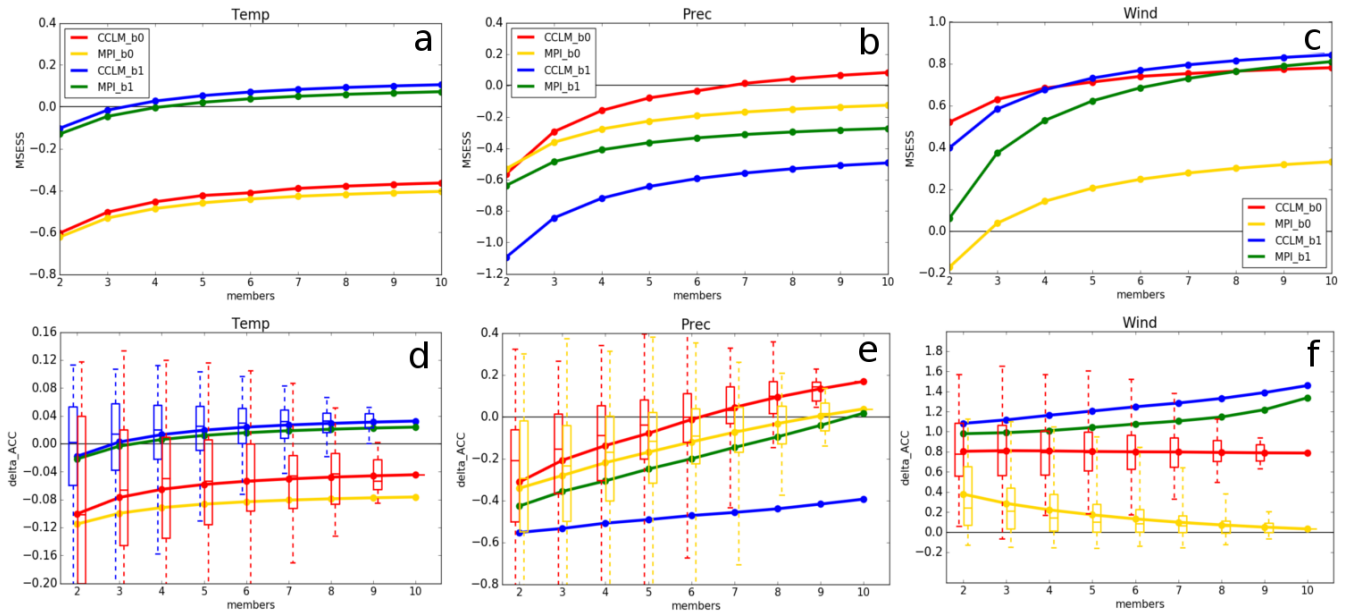 Temp
a
0.4
0.2
0.0
−0.2
−0.4
−0.6
−0.8
MSESS
CCLM_b0
MPI_b0
CCLM_b1
MPI_b1
2 3 4 5 6 7 8 9 10
members
Prec
b
0.4
0.2
0.0
−0.2
−0.4
−0.6
−0.8
−1.0
−1.2
MSESS
CCLM_b0
MPI_b0
CCLM_b1
MPI_b1
2 3 4 5 6 7 8 9 10
members
Wind
c
1.0
0.8
0.6
0.4
0.2
0.0
−0.2
MSESS
CCLM_b0
MPI_b0
CCLM_b1
MPI_b1
2 3 4 5 6 7 8 9 10
members
Temp
d
0.16
0.12
0.08
0.04
0.00
−0.04
−0.08
−0.12
−0.16
−0.20
delta_ACC
2 3 4 5 6 7 8 9 10
members
Prec
e
0.4
0.2
0.0
−0.2
−0.4
−0.6
−0.8
delta_ACC
2 3 4 5 6 7 8 9 10
members
Wind
f
1.8
1.6
1.4
1.2
1.0
0.8
0.6
0.4
0.2
0.0
−0.2
delta_ACC
2 3 4 5 6 7 8 9 10
members